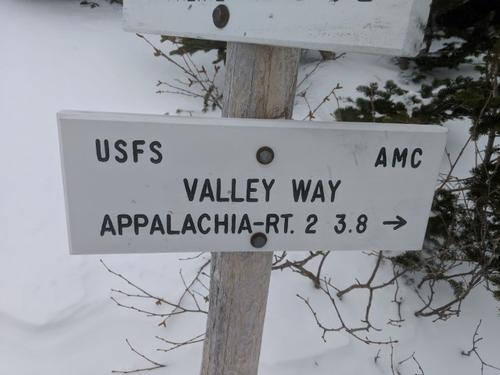 USFS AMC
VALLEY WAY
APPALACHIA-RT. 2 3.8 →